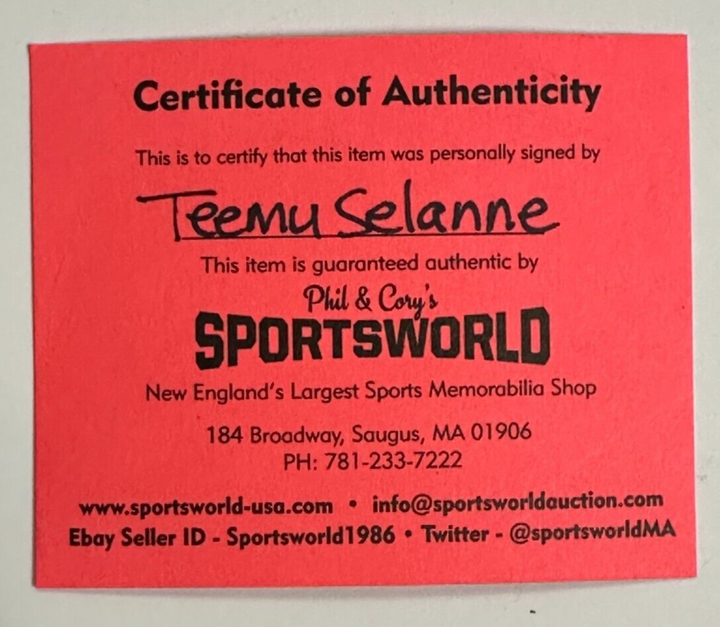 Certificate of Authenticity
This is to certify that this item was personally signed by
Teemu Selanne
This item is guaranteed authentic by
Phil & Cory's
SPORTSWORLD
New England's Largest Sports Memorabilia Shop
184 Broadway, Saugus, MA 01906
PH: 781-233-7222
www.sportsworld-usa.com • info@sportsworldauction.com
Ebay Seller ID - Sportsworld1986 • Twitter - @sportsworldMA